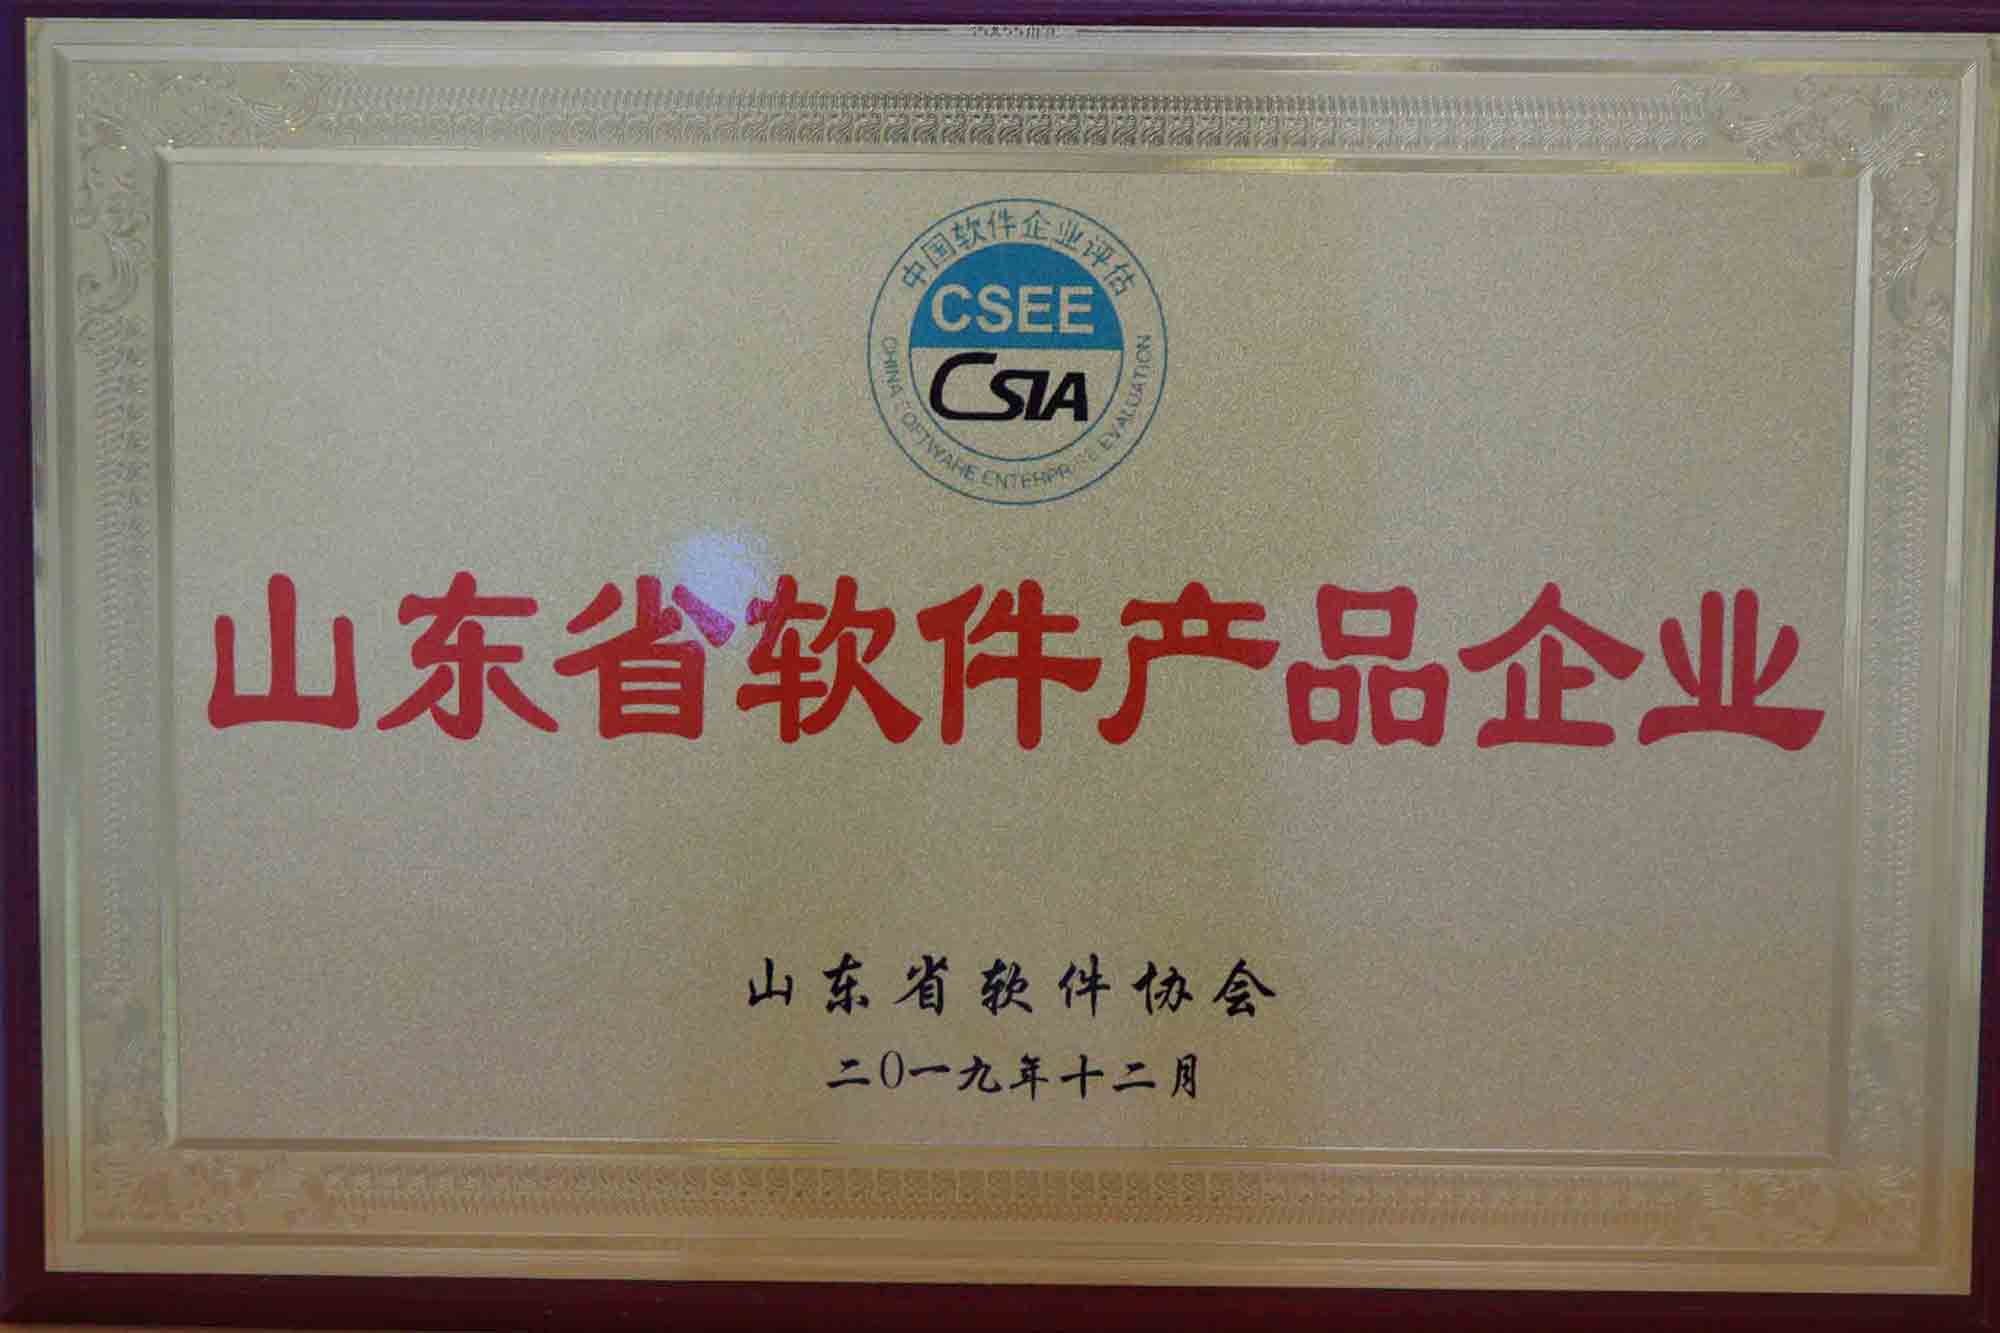 中国软件企业评估
CSEE
CSIA
CHINA SOFTWARE ENTERPRISE EVALUATION
山东省软件产品企业
山东省软件协会
二〇一九年十二月